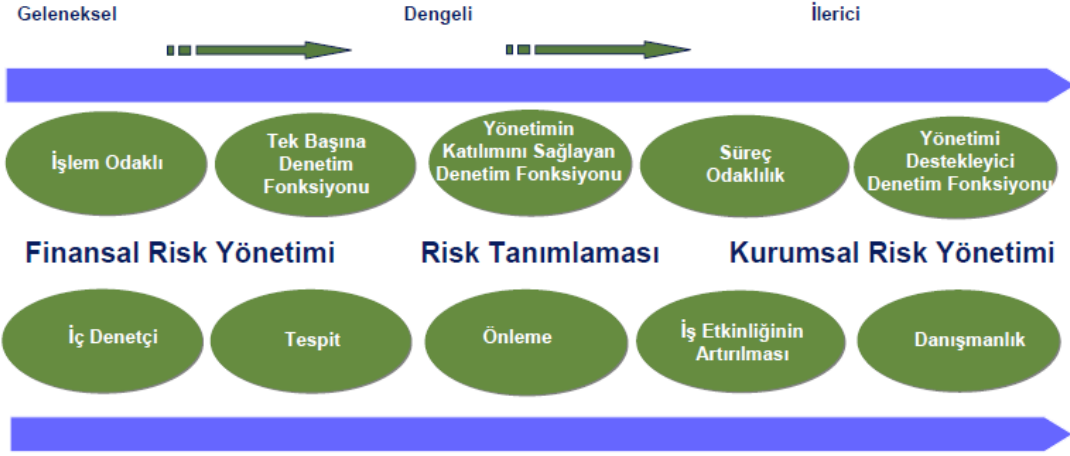 Geleneksel
Dengeli
İlerici
İşlem Odaklı
Tek Başına
Denetim
Fonksiyonu
Yönetimin
Katılımını Sağlayan
Denetim Fonksiyonu
Süreç
Odaklılık
Yönetimi
Destekleyici
Denetim Fonksiyonu
Finansal Risk Yönetimi
Risk Tanımlaması
Kurumsal Risk Yönetimi
İç Denetçi
Tespit
Önleme
İş Etkinliğinin
Artırılması
Danışmanlık